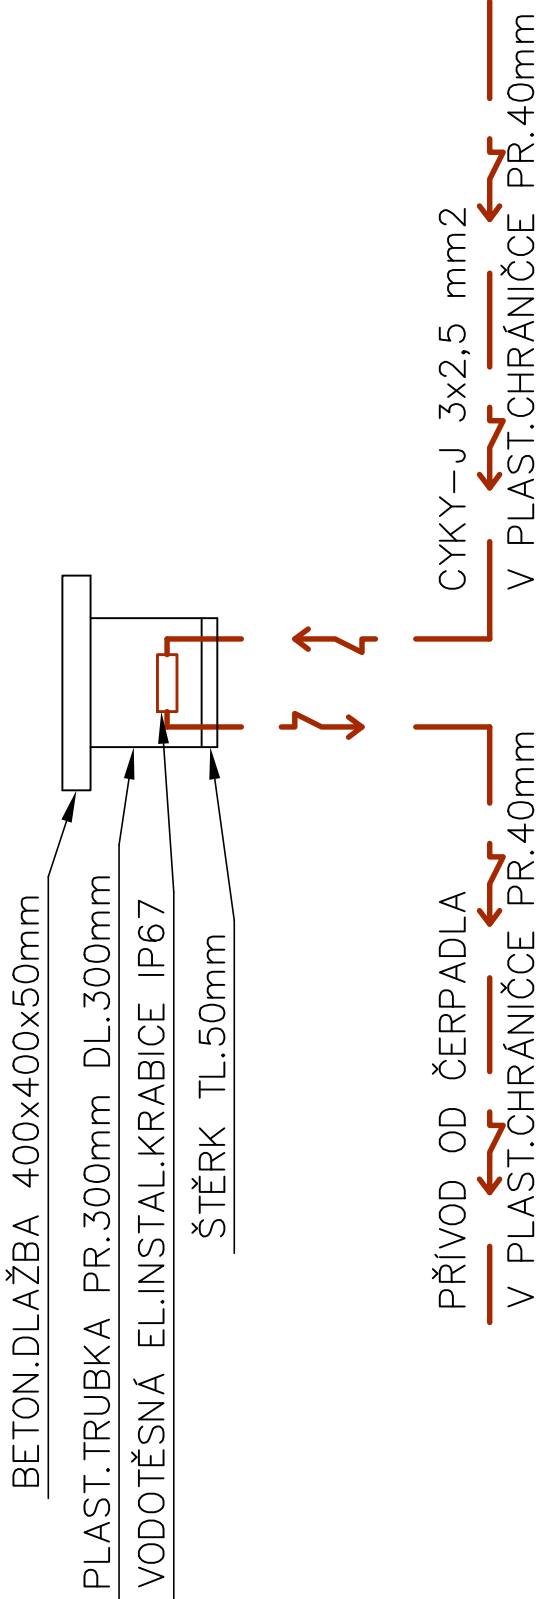 BETON.DLAŽBA 400x400x50mm
PLAST.TRUBKA PR.300mm DL.300mm
VODOTĚSNÁ EL.INSTAL.KRABICE IP67
ŠTĚRK TL.50mm
PŘÍVOD OD ČERPADLA
V PLAST.CHRÁNIČCE PR.40mm
CYKY-J 3x2,5 mm2
V PLAST.CHRÁNIČCE PR.40mm